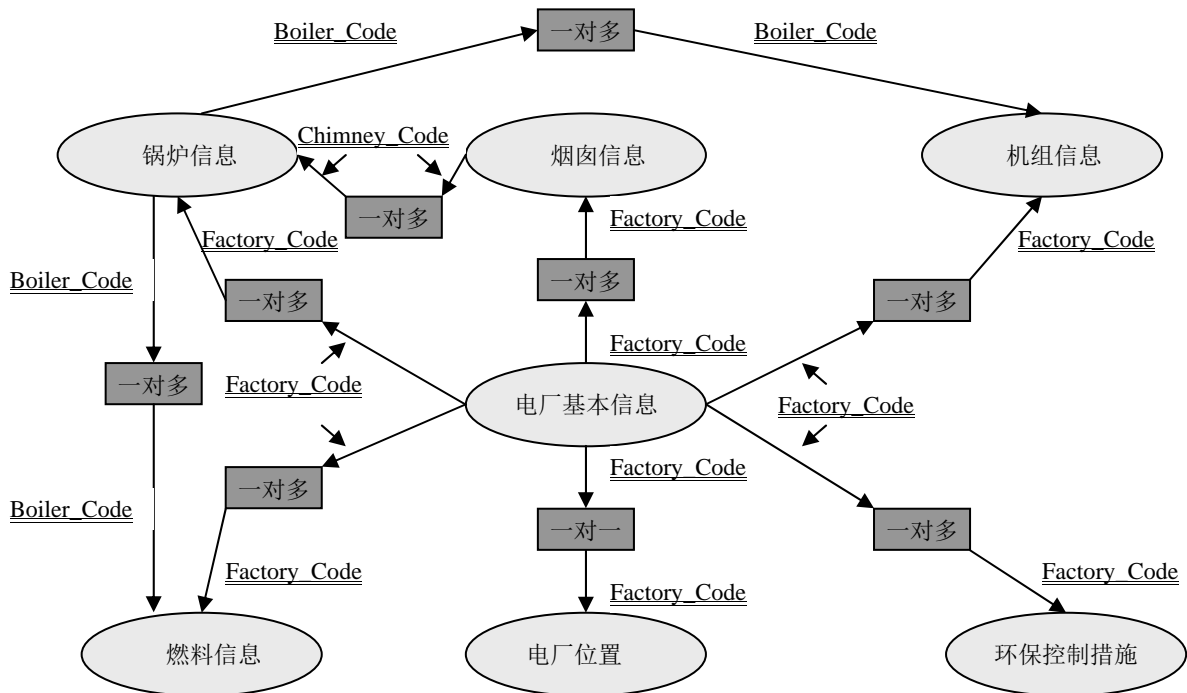 Boiler_Code
一对多
Boiler_Code
锅炉信息
Chimney_Code
烟囱信息
机组信息
一对多
Factory_Code
Factory_Code
Factory_Code
Boiler_Code
一对多
一对多
一对多
Factory_Code
一对多
Factory_Code
电厂基本信息
Factory_Code
Factory_Code
一对多
Boiler_Code
一对一
一对多
Factory_Code
Factory_Code
Factory_Code
燃料信息
电厂位置
环保控制措施